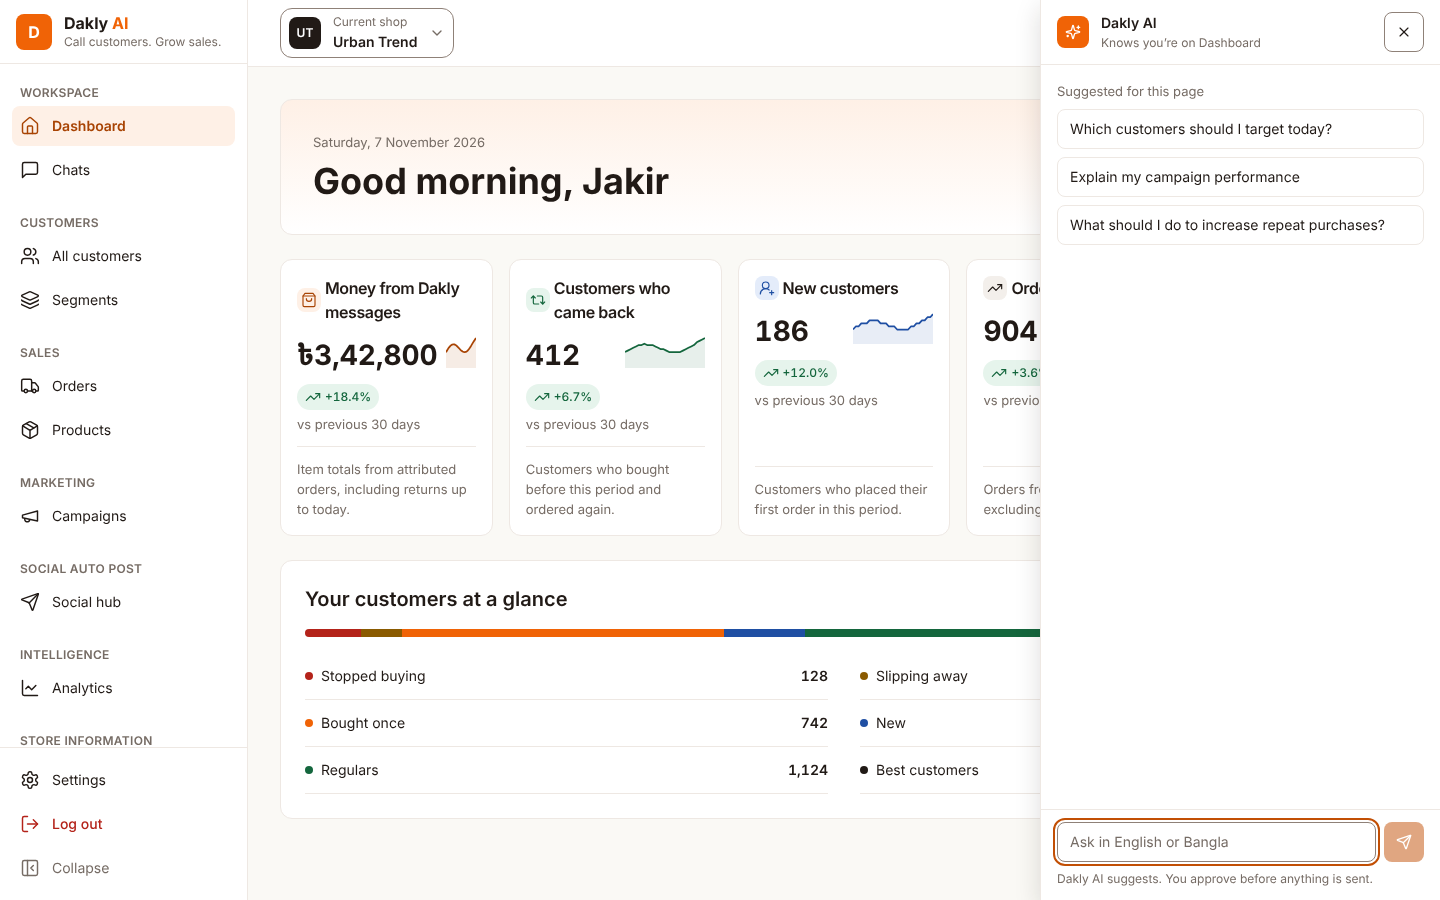 D
Dakly AI
Call customers. Grow sales.
WORKSPACE
Dashboard
Chats
CUSTOMERS
All customers
Segments
SALES
Orders
Products
MARKETING
Campaigns
SOCIAL AUTO POST
Social hub
INTELLIGENCE
Analytics
STORE INFORMATION
Settings
Log out
Collapse
UT
Current shop
Urban Trend
Saturday, 7 November 2026
Good morning, Jakir
Money from Dakly
messages
৳3,42,800
+18.4%
vs previous 30 days
Item totals from attributed
orders, including returns up
to today.
Customers who
came back
412
+6.7%
vs previous 30 days
Customers who bought
before this period and
ordered again.
New customers
186
+12.0%
vs previous 30 days
Customers who placed their
first order in this period.
904
vs
Orders
excluding
Your customers at a glance
Stopped buying
128
Slipping away
Bought once
742
New
Regulars
1,124
Best customers
Dakly AI
Knows you're on Dashboard
Suggested for this page
Which customers should I target today?
Explain my campaign performance
What should I do to increase repeat purchases?
Ask in English or Bangla
Dakly AI suggests. You approve before anything is sent.